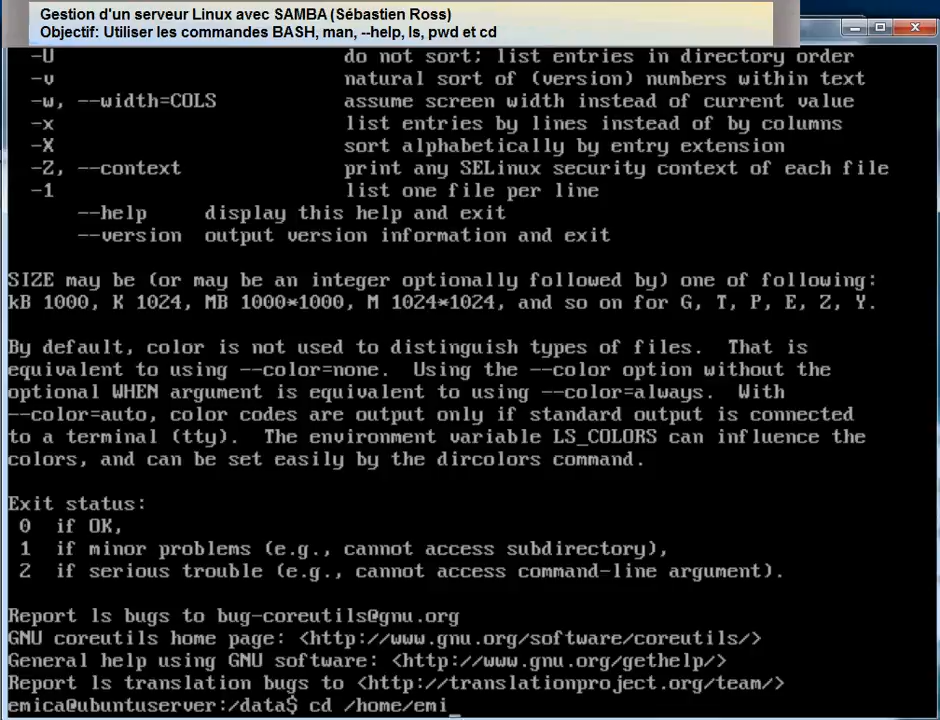 Gestion d'un serveur Linux avec SAMBA (Sébastien Ross)
Objectif: Utiliser les commandes BASH, man, --help, ls, pwd et cd
-U do not sort; list entries in directory order
-v natural sort of (version) numbers within text
-w, --width=COLS assume screen width instead of current value
-x list entries by lines instead of by columns
-X sort alphabetically by entry extension
-Z, --context print any SELinux security context of each file
-1 list one file per line
--help display this help and exit
--version output version information and exit
SIZE may be (or may be an integer optionally followed by) one of following:
kB 1000, K 1024, MB 1000*1000, M 1024*1024, and so on for G, T, P, E, Z, Y.
By default, color is not used to distinguish types of files. That is
equivalent to using --color=none. Using the --color option without the
optional WHEN argument is equivalent to using --color=always. With
--color=auto, color codes are output only if standard output is connected
to a terminal (tty). The environment variable LS_COLORS can influence the
colors, and can be set easily by the dircolors command.
Exit status:
0 if OK,
1 if minor problems (e.g., cannot access subdirectory),
2 if serious trouble (e.g., cannot access command-line argument).
Report ls bugs to bug-coreutils@gnu.org
GNU coreutils home page: <http://www.gnu.org/software/coreutils/>
General help using GNU software: <http://www.gnu.org/gethelp/>
Report ls translation bugs to <http://translationproject.org/team/>
emica@ubuntuserver:/data$ cd /home/emi_